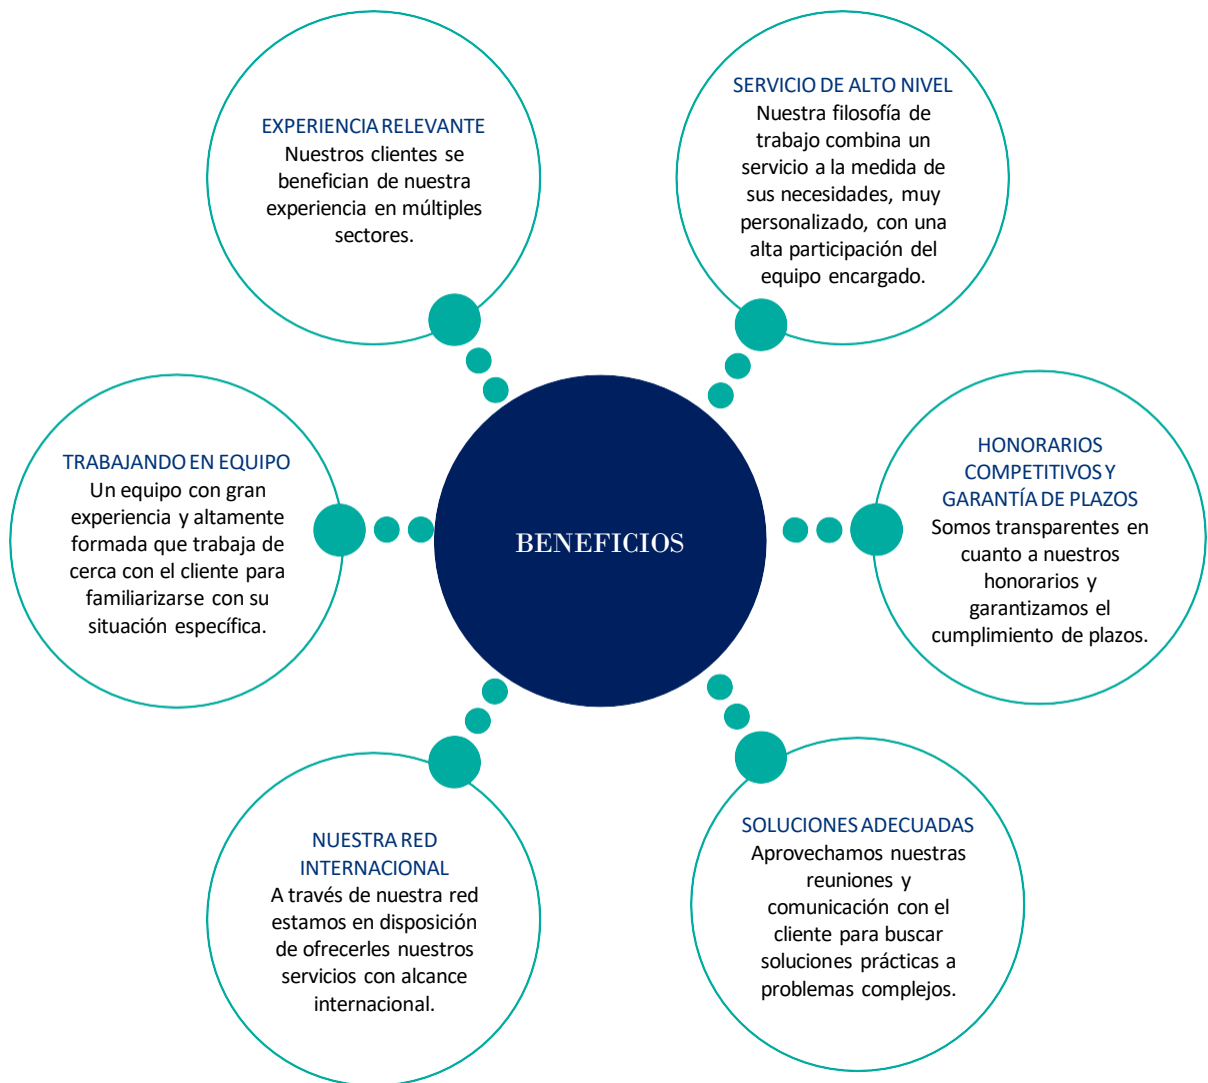 EXPERIENCIA RELEVANTE
Nuestros clientes se
benefician de nuestra
experiencia en múltiples
sectores.
SERVICIO DE ALTO NIVEL
Nuestra filosofía de
trabajo combina un
servicio a la medida de
sus necesidades, muy
personalizado, con una
alta participación del
equipo encargado.
TRABAJANDO EN EQUIPO
Un equipo con gran
experiencia y altamente
formada que trabaja de
cerca con el cliente para
familiarizarse con su
situación específica.
BENEFICIOS
HONORARIOS
COMPETITIVOS Y
GARANTÍA DE PLAZOS
Somos transparentes en
cuanto a nuestros
honorarios y
garantizamos el
cumplimiento de plazos.
NUESTRA RED
INTERNACIONAL
A través de nuestra red
estamos en disposición
de ofrecerles nuestros
servicios con alcance
internacional.
SOLUCIONES ADECUADAS
Aprovechamos nuestras
reuniones y
comunicación con el
cliente para buscar
soluciones prácticas a
problemas complejos.